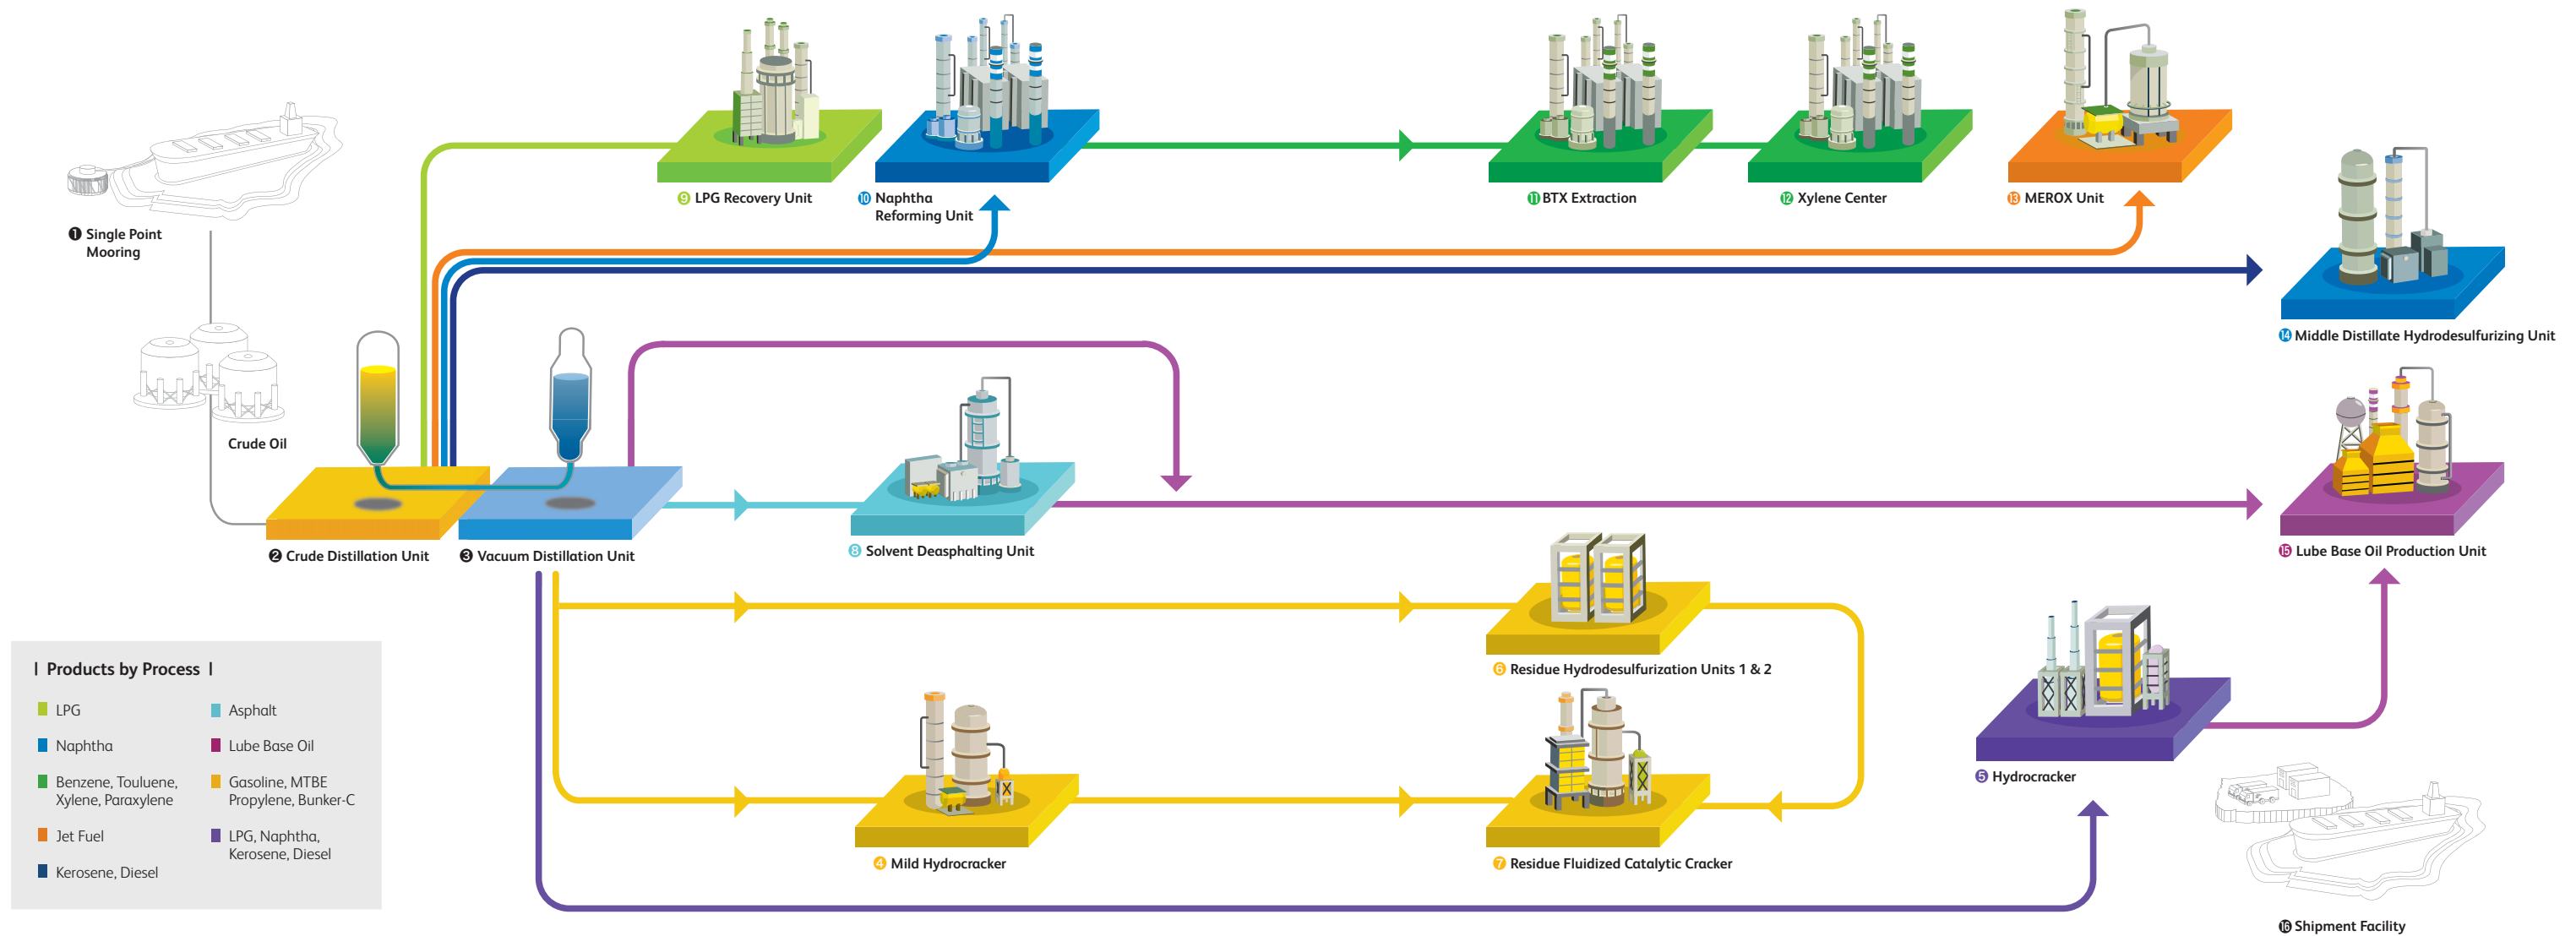 ❾ LPG Recovery Unit
❿ Naphtha
Reforming Unit
⓫ BTX Extraction
⓬ Xylene Center
⓭ MEROX Unit
❶ Single Point
Mooring
⓮ Middle Distillate Hydrodesulfurizing Unit
Crude Oil
❷ Crude Distillation Unit
❸ Vacuum Distillation Unit
❽ Solvent Deasphalting Unit
⓯ Lube Base Oil Production Unit
❻ Residue Hydrodesulfurization Units 1 & 2
❺ Hydrocracker
❹ Mild Hydrocracker
❼ Residue Fluidized Catalytic Cracker
⓰ Shipment Facility
| Products by Process |
LPG
Naphtha
Benzene, Touluene,
Xylene, Paraxylene
Jet Fuel
Kerosene, Diesel
Asphalt
Lube Base Oil
Gasoline, MTBE
Propylene, Bunker-C
LPG, Naphtha,
Kerosene, Diesel